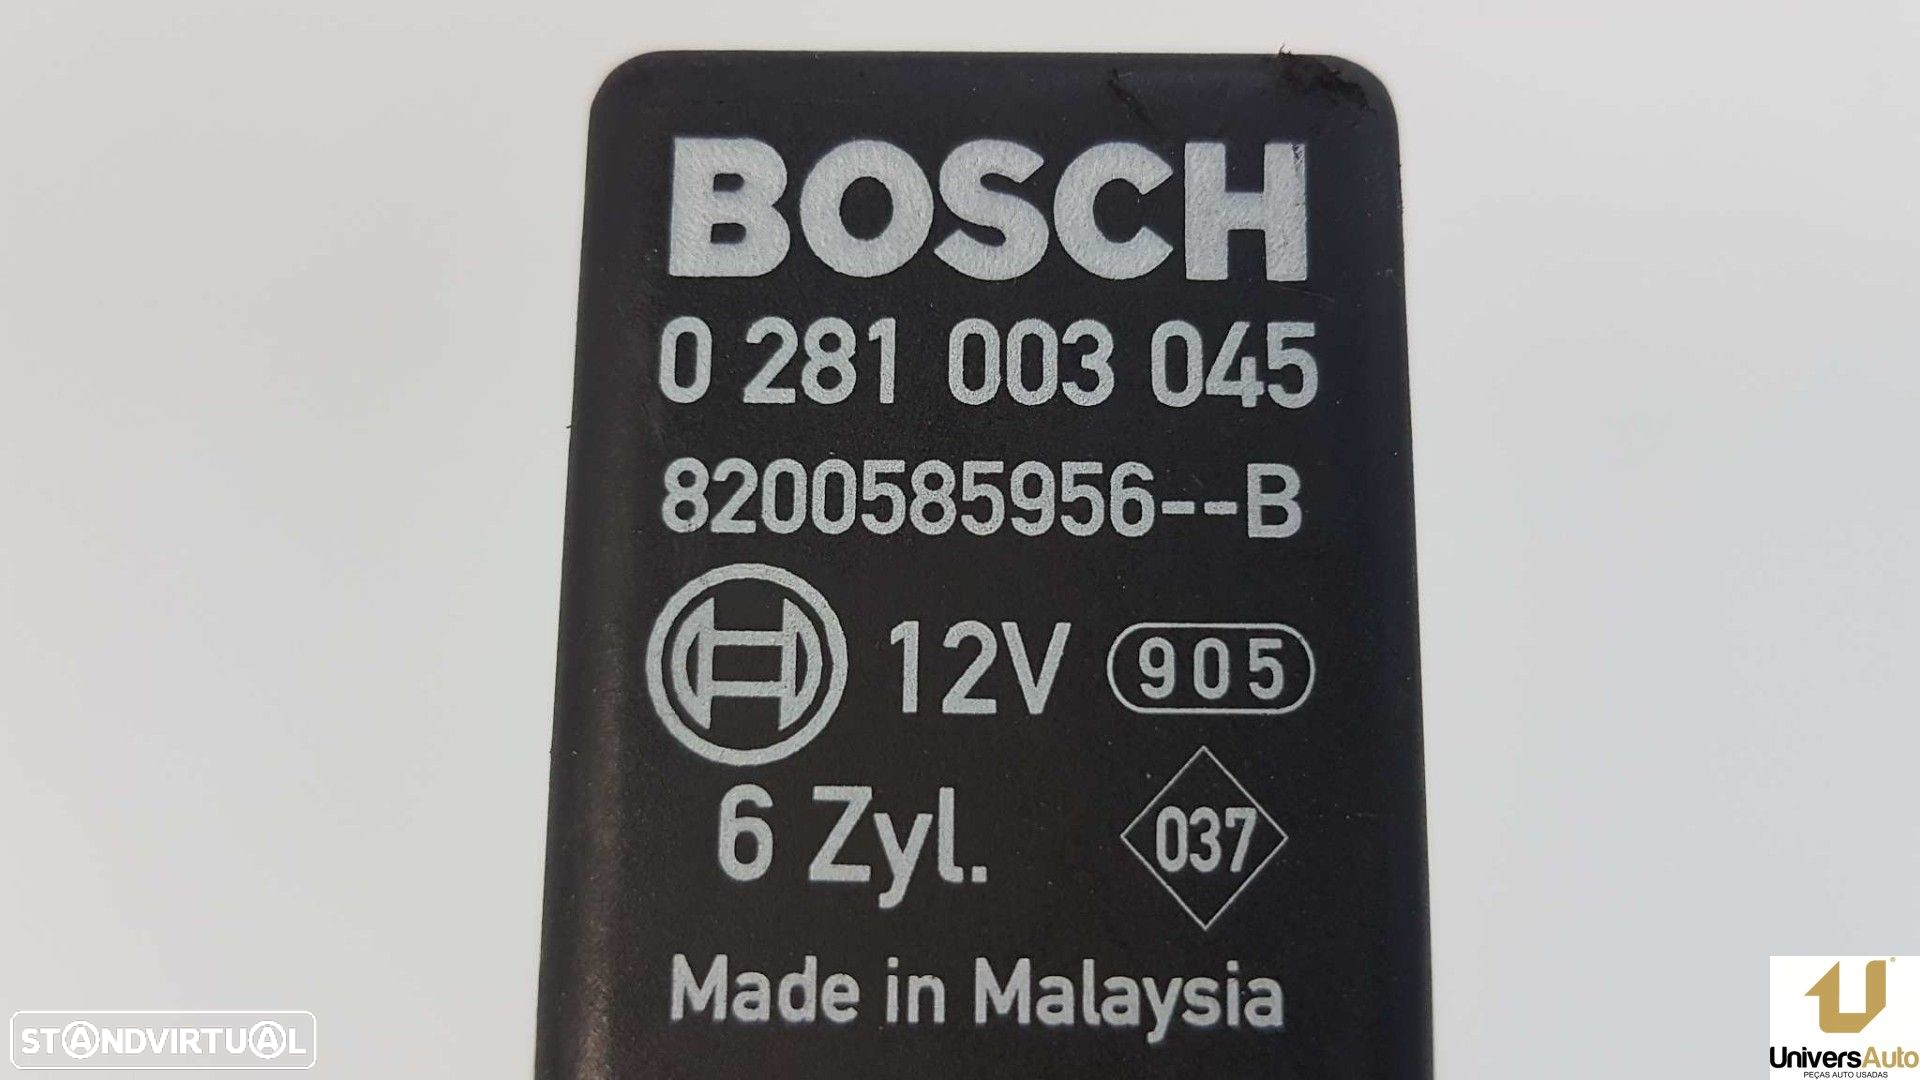 BOSCH
0 281 003 045
8200585956--B
12V 905
6 Zyl. 037
Made in Malaysia
STANDVIRTUAL
UniversAuto
PEÇAS AUTO USADAS